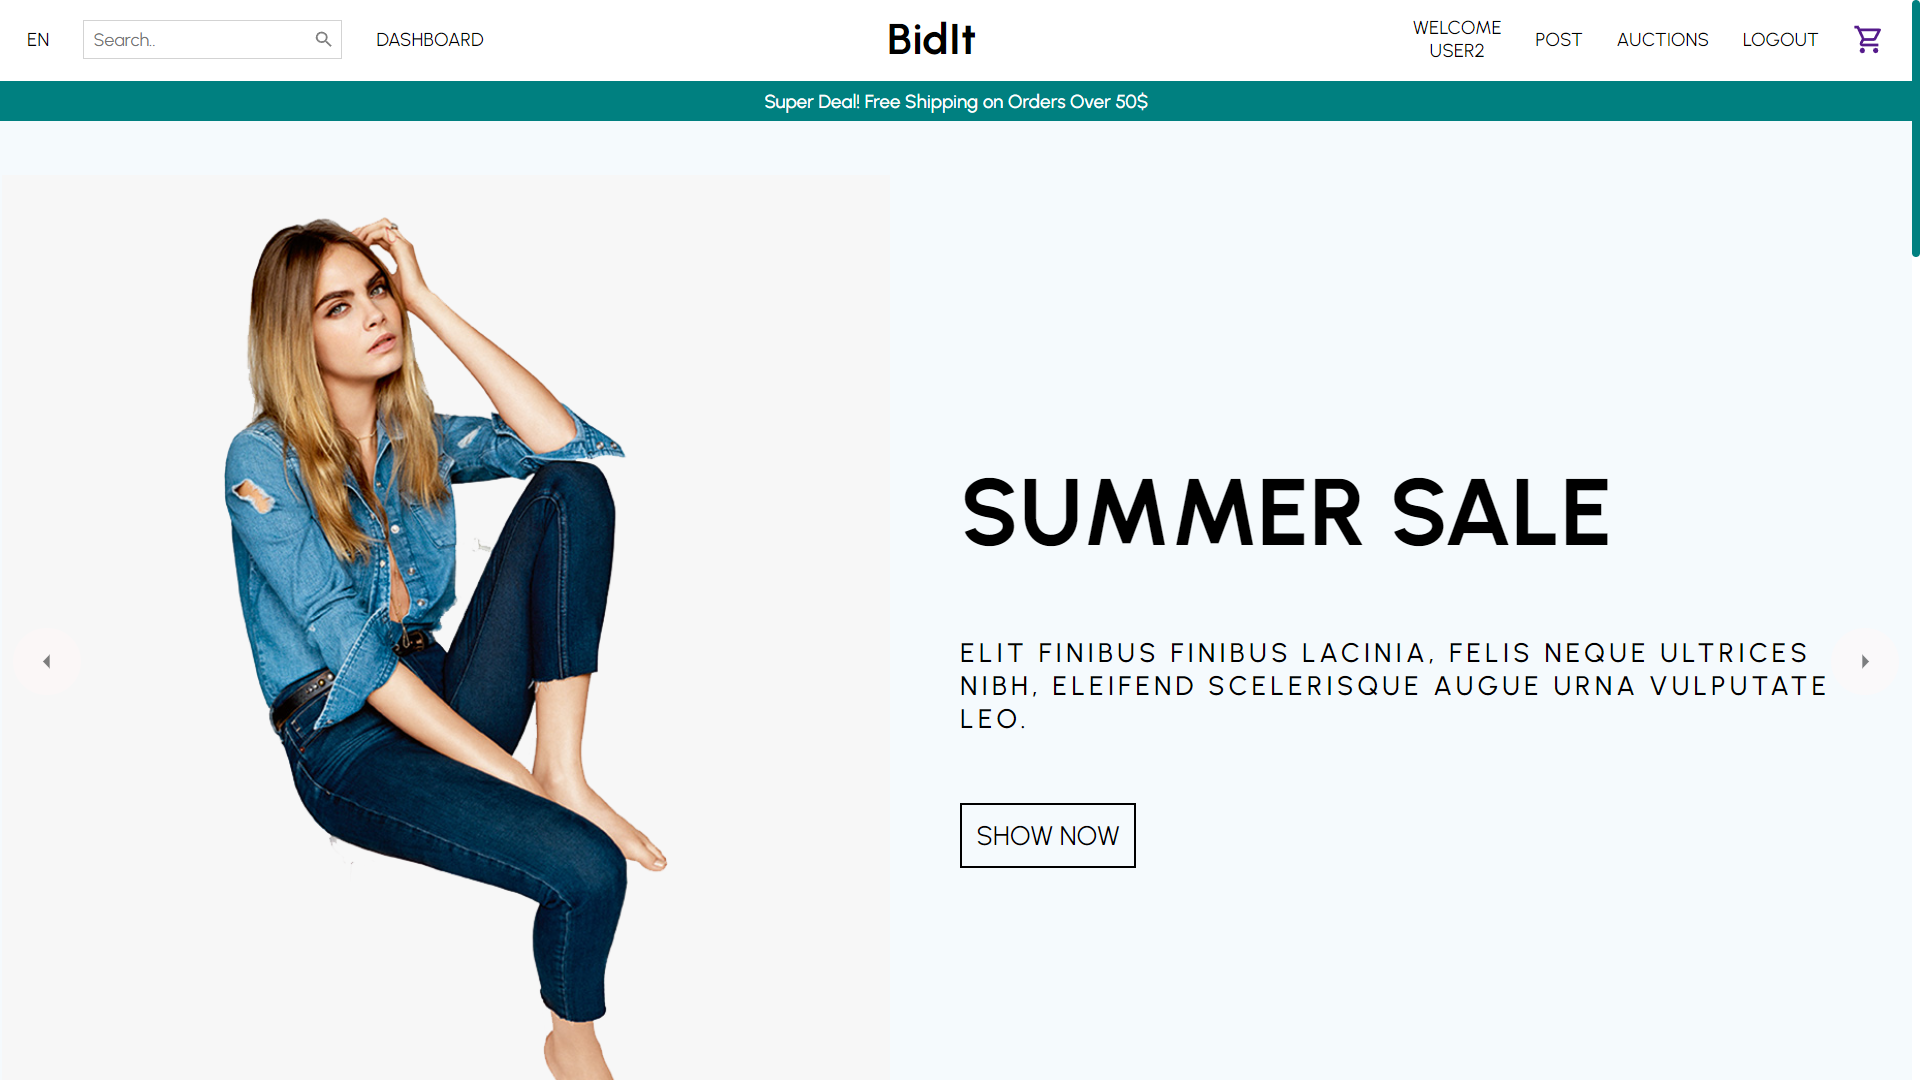 EN
Search..
DASHBOARD
BidIt
WELCOME
USER2
POST
AUCTIONS
LOGOUT
Super Deal! Free Shipping on Orders Over 50$
SUMMER SALE
ELIT FINIBUS FINIBUS LACINIA, FELIS NEQUE ULTRICES
NIBH, ELEIFEND SCELERISQUE AUGUE URNA VULPUTATE
LEO.
SHOW NOW